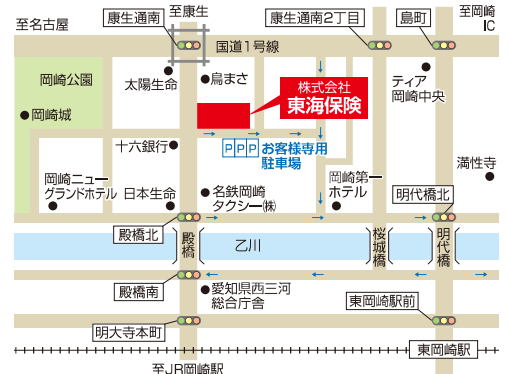 至名古屋
康生通南
至康生
康生通南2丁目
島町
至岡崎
IC
国道1号線
岡崎公園
太陽生命
鳥まさ
株式会社
東海保険
ティア
岡崎中央
岡崎城
十六銀行
PPP
お客様専用
駐車場
満性寺
岡崎ニュー
グランドホテル
日本生命
名鉄岡崎
タクシー㈱
岡崎第一
ホテル
明代橋北
殿橋北
殿橋
乙川
桜城橋
明代橋
殿橋南
愛知県西三河
総合庁舎
東岡崎駅前
明大寺本町
東岡崎駅
至JR岡崎駅